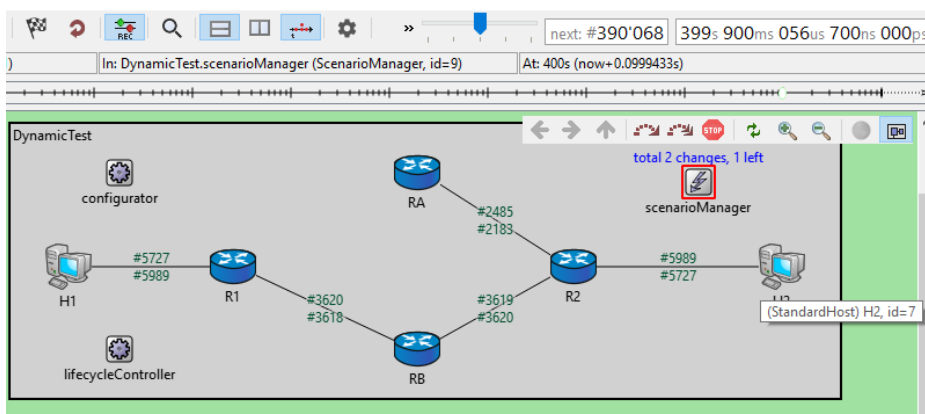 REC
t
»
next: #390'068
399s 900ms 056us 700ns 000ps
)
In: DynamicTest.scenarioManager (ScenarioManager, id=9)
At: 400s (now+0.0999433s)
DynamicTest
STOP
total 2 changes, 1 left
configurator
RA
scenarioManager
#2485
#2183
#5727
#5989
#5989
#5727
H1
R1
R2
#3620
#3618
#3619
#3620
(StandardHost) H2, id=7
lifecycleController
RB